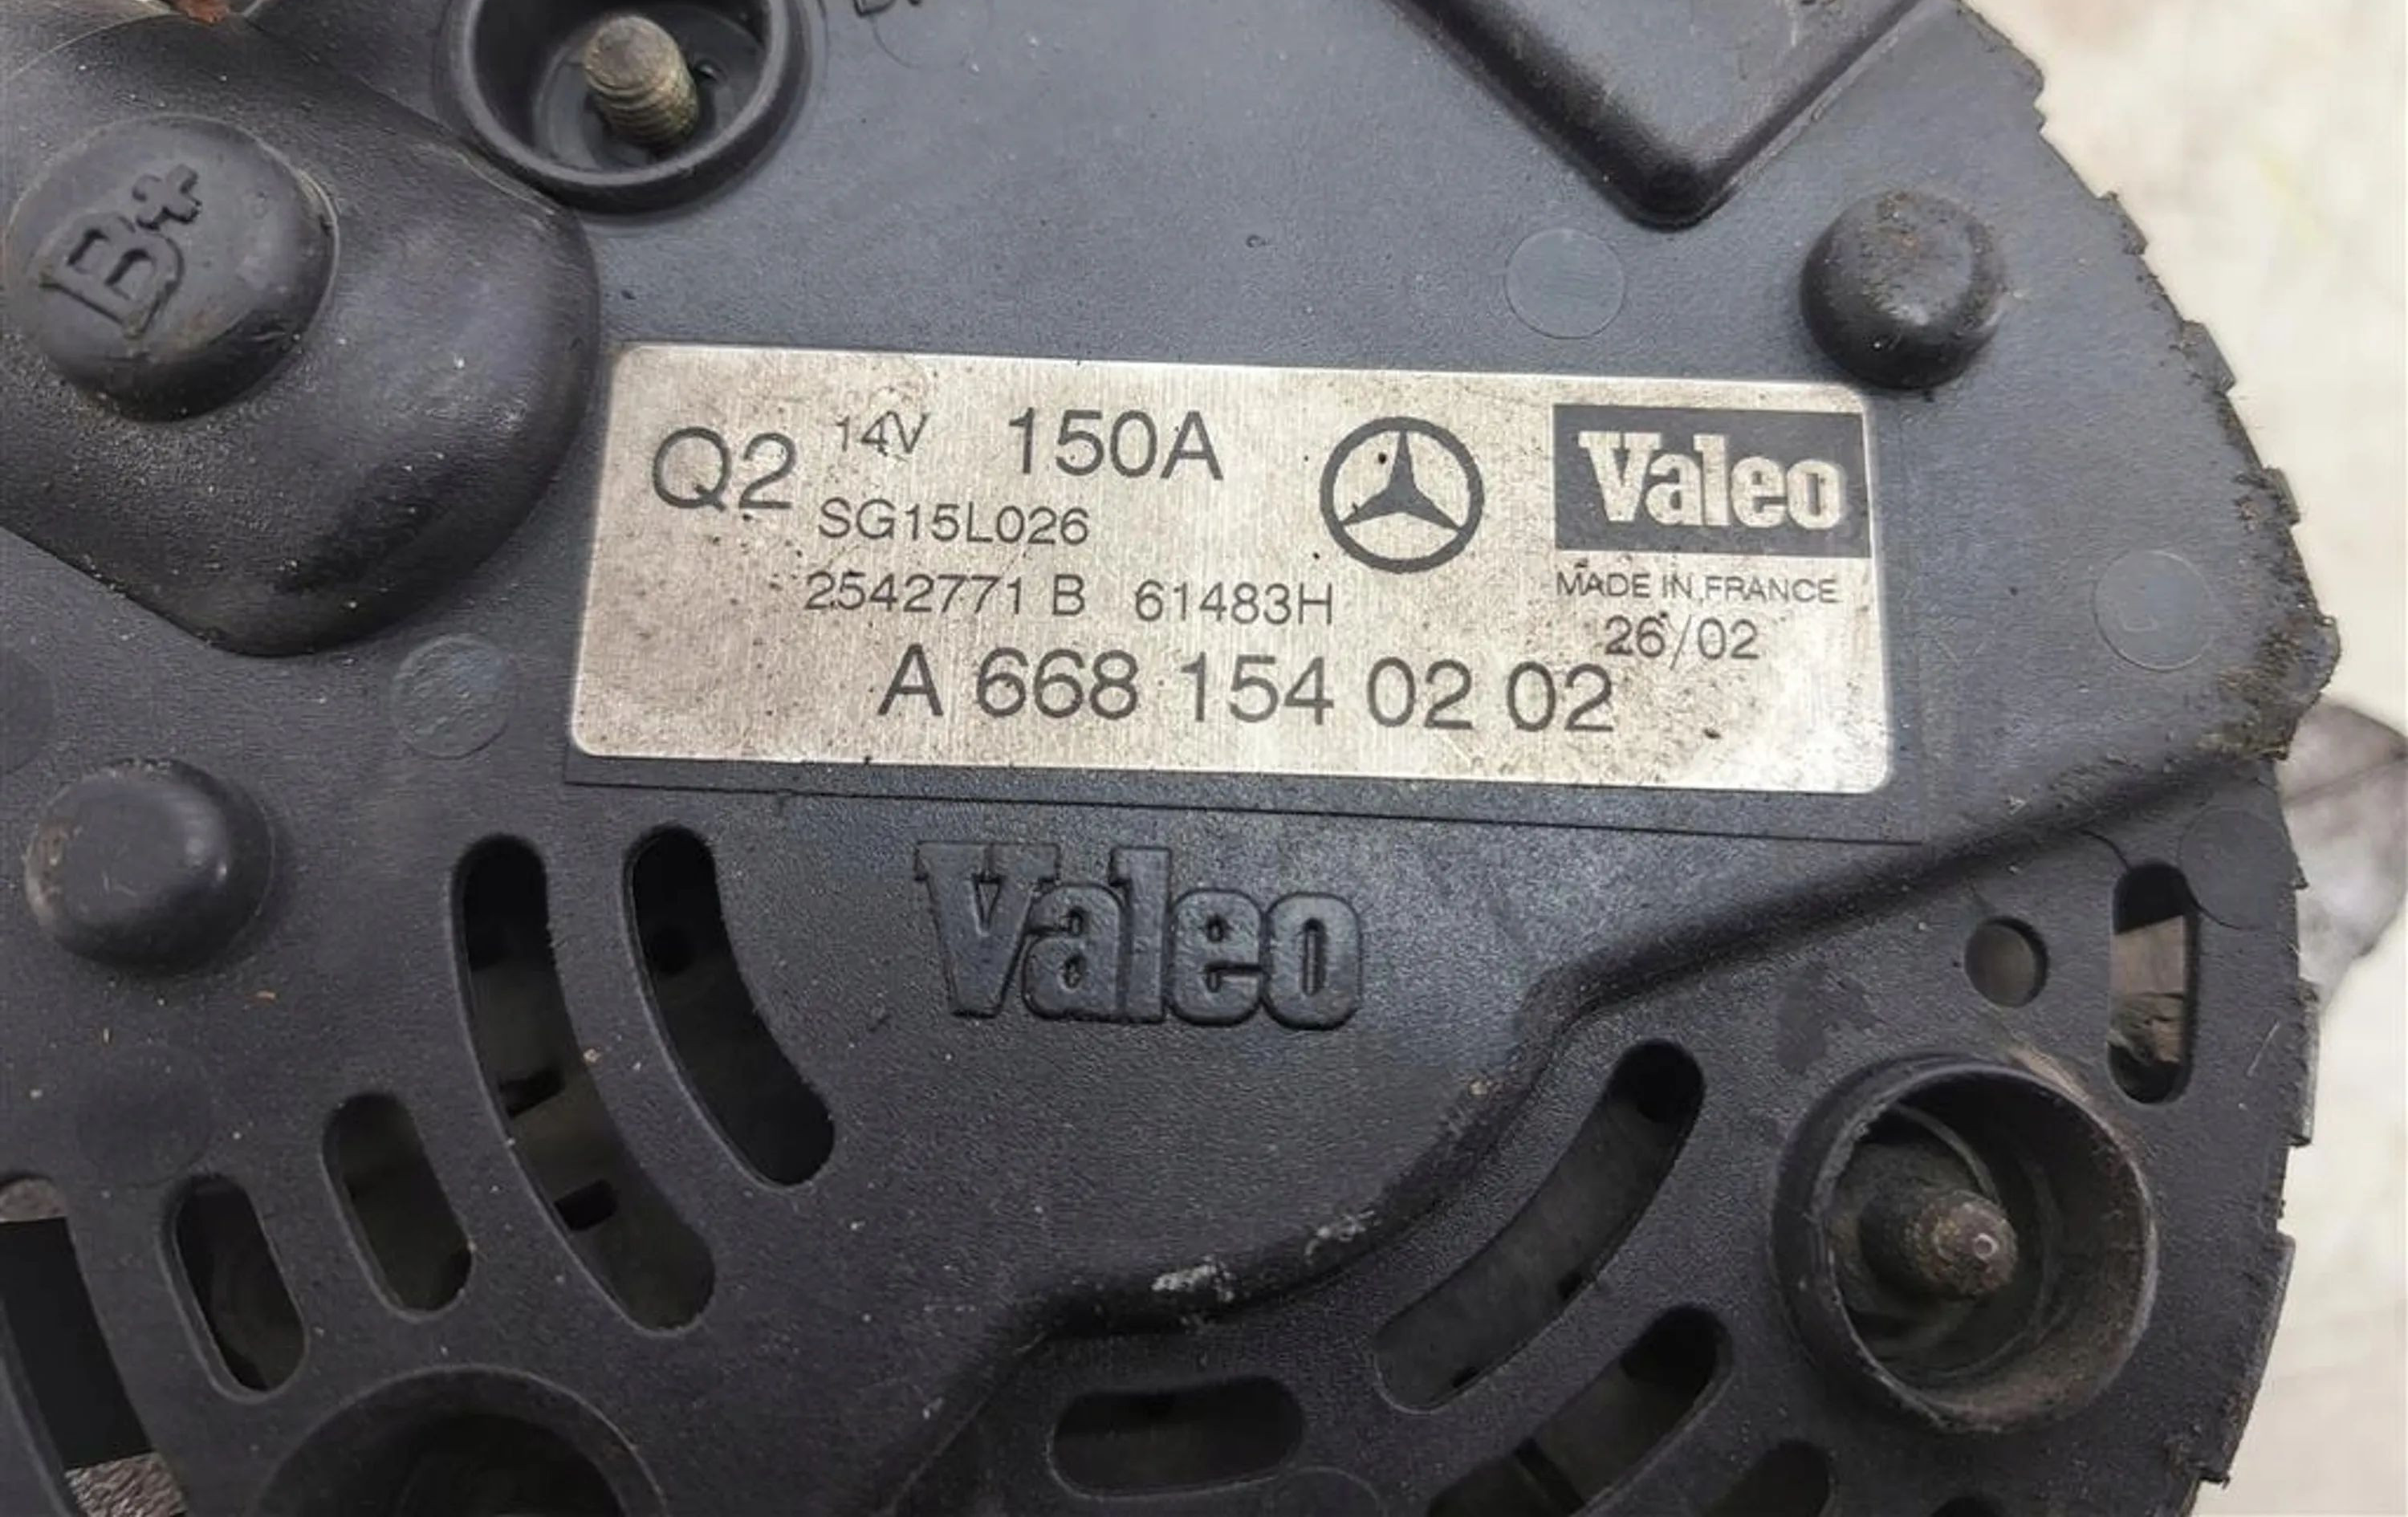 B+
Q2 14V 150A
SG15L026
2542771 B 61483H
A 668 154 02 02
Valeo
MADE IN FRANCE
26/02
Valeo